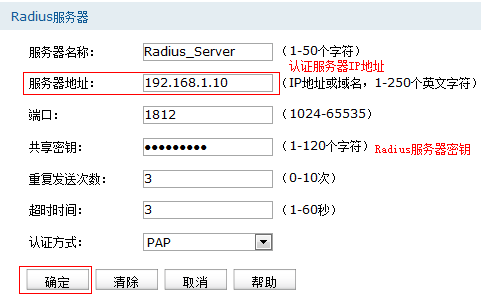 Radius服务器
服务器名称: Radius_Server (1-50个字符)
认证服务器IP地址
服务器地址: 192.168.1.10 (IP地址或域名，1-250个英文字符)
端口: 1812 (1024-65535)
共享密钥: ●●●●●●●●● (1-120个字符) Radius服务器密钥
重复发送次数: 3 (0-10次)
超时时间: 3 (1-60秒)
认证方式: PAP
确定 清除 取消 帮助